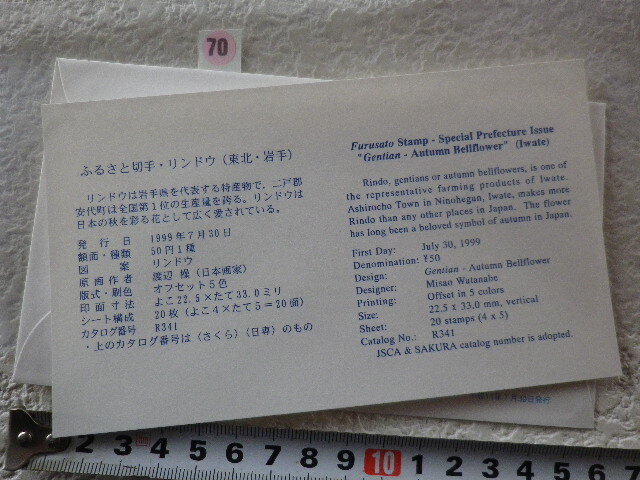 70
ふるさと切手・リンドウ(東北・岩手)
リンドウは岩手県を代表する特産物で,二戸郡
安代町は全国第1位の生産量を誇る。リンドウは
日本の秋を彩る花として広く愛されている。
発行日 1999年7月30日
額面・種類 50円1種
図案 リンドウ
原画作者 渡辺 操(日本画家)
版式・刷色 オフセット5色
印面寸法 よこ22.5×たて33.0ミリ
シート構成 20枚(よこ4×たて5=20面)
カタログ番号 R341
・上のカタログ番号は〈さくら〉〈日専〉のもの
Furusato Stamp - Special Prefecture Issue
"Gentian - Autumn Bellflower" (Iwate)
Rindo, gentians or autumn bellflowers, is one of
the representative farming products of Iwate.
Ashirocho Town in Ninohegan, Iwate, makes more
Rindo than any other places in Japan. The flower
has long been a beloved symbol of autumn in Japan.
First Day: July 30, 1999
Denomination: ¥50
Design: Gentian - Autumn Bellflower
Designer: Misao Watanabe
Printing: Offset in 5 colors
Size: 22.5 x 33.0 mm, vertical
Sheet: 20 stamps (4 x 5)
Catalog No.: R341
JSCA & SAKURA catalog number is adopted.
年7月30日発行
2 3 4 5 6 7 8 9 10 1 2 3 4 5 6